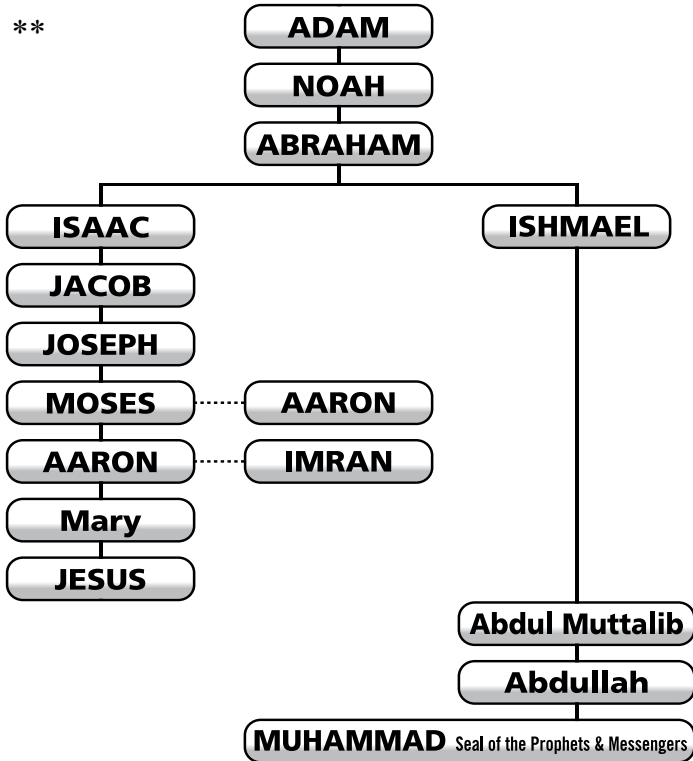 **
ADAM
NOAH
ABRAHAM
ISAAC
ISHMAEL
JACOB
JOSEPH
MOSES
AARON
AARON
IMRAN
Mary
JESUS
Abdul Muttalib
Abdullah
MUHAMMAD Seal of the Prophets & Messengers